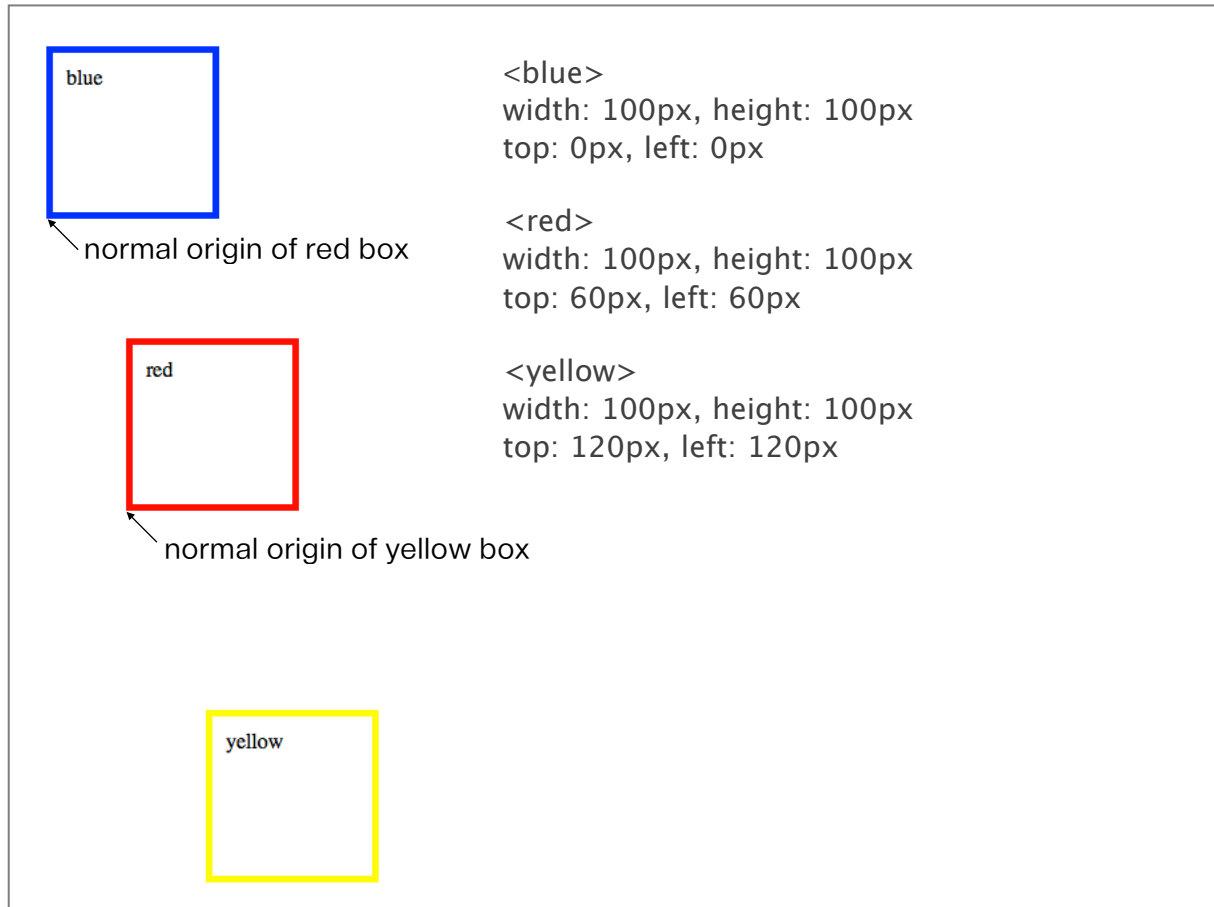 blue
normal origin of red box
red
normal origin of yellow box
yellow
<blue>
width: 100px, height: 100px
top: 0px, left: 0px
<red>
width: 100px, height: 100px
top: 60px, left: 60px
<yellow>
width: 100px, height: 100px
top: 120px, left: 120px